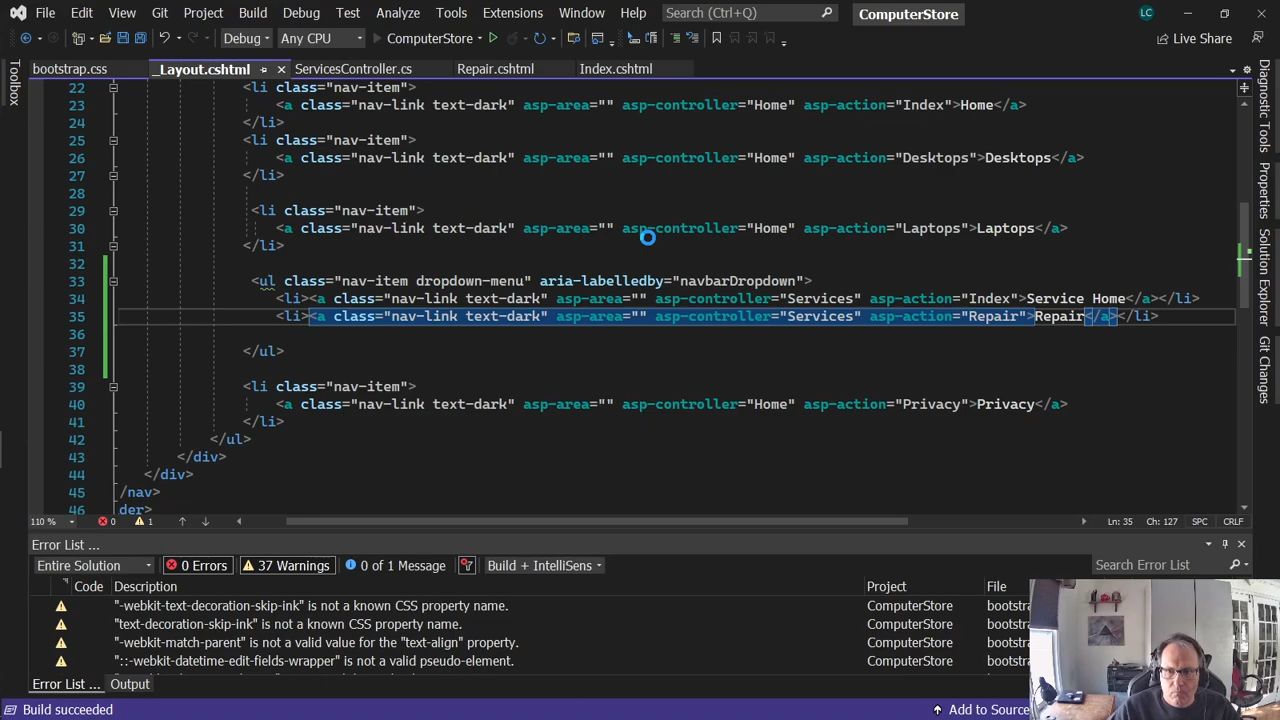 File Edit View Git Project Build Debug Test Analyze Tools Extensions Window Help Search (Ctrl+Q) ComputerStore LC
Debug Any CPU ComputerStore Live Share
bootstrap.css _Layout.cshtml ServicesController.cs Repair.cshtml Index.cshtml
Toolbox
22 <li class="nav-item">
23 <a class="nav-link text-dark" asp-area="" asp-controller="Home" asp-action="Index">Home</a>
24 </li>
25 <li class="nav-item">
26 <a class="nav-link text-dark" asp-area="" asp-controller="Home" asp-action="Desktops">Desktops</a>
27 </li>
28
29 <li class="nav-item">
30 <a class="nav-link text-dark" asp-area="" asp-controller="Home" asp-action="Laptops">Laptops</a>
31 </li>
32
33 <ul class="nav-item dropdown-menu" aria-labelledby="navbarDropdown">
34 <li><a class="nav-link text-dark" asp-area="" asp-controller="Services" asp-action="Index">Service Home</a></li>
35 <li><a class="nav-link text-dark" asp-area="" asp-controller="Services" asp-action="Repair">Repair</a></li>
36
37 </ul>
38
39 <li class="nav-item">
40 <a class="nav-link text-dark" asp-area="" asp-controller="Home" asp-action="Privacy">Privacy</a>
41 </li>
42 </ul>
43 </div>
44 </div>
45 /nav>
46 der>
Diagnostic Tools
Properties
Solution Explorer
Git Changes
110 % 0 1 Ln: 35 Ch: 127 SPC CRLF
Error List ...
Entire Solution 0 Errors 37 Warnings 0 of 1 Message Build + IntelliSens Search Error List
Code Description Project File
"-webkit-text-decoration-skip-ink" is not a known CSS property name. ComputerStore boots
"text-decoration-skip-ink" is not a known CSS property name. ComputerStore boots
"-webkit-match-parent" is not a valid value for the "text-align" property. ComputerStore boots
"::-webkit-datetime-edit-fields-wrapper" is not a valid pseudo-element. ComputerStore boots
Error List ... Output
Build succeeded Add to Source